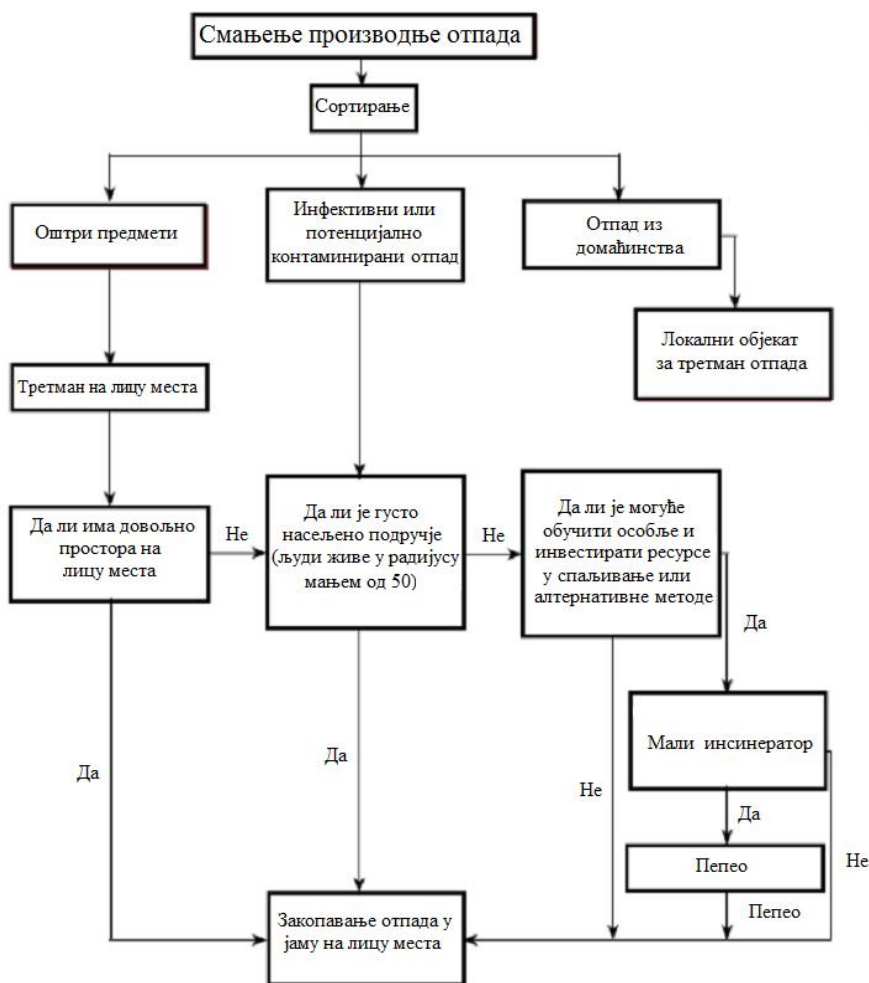 Смањење производње отпада
Сортирање
Оштри предмети
Инфективни или
потенцијално
контаминирани отпад
Отпад из
домаћинства
Локални објекат
за третман отпада
Третман на лицу места
Да ли има довољно
простора на
лицу места
Не
Да ли је густо
насељено подручје
(људи живе у радијусу
мањем од 50)
Не
Да ли је могуће
обучити особље и
инвестирати ресурсе
у спаљивање или
алтернативне методе
Да
Мали инсинератор
Да
Да
Не
Да
Не
Пепео
Пепео
Закопавање отпада у
јаму на лицу места